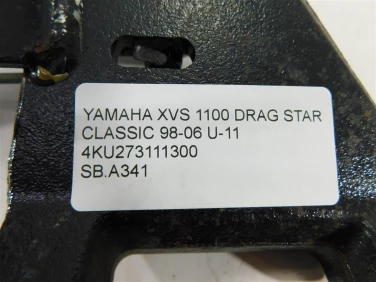 YAMAHA XVS 1100 DRAG STAR
CLASSIC 98-06 U-11
4KU273111300
SB.A341